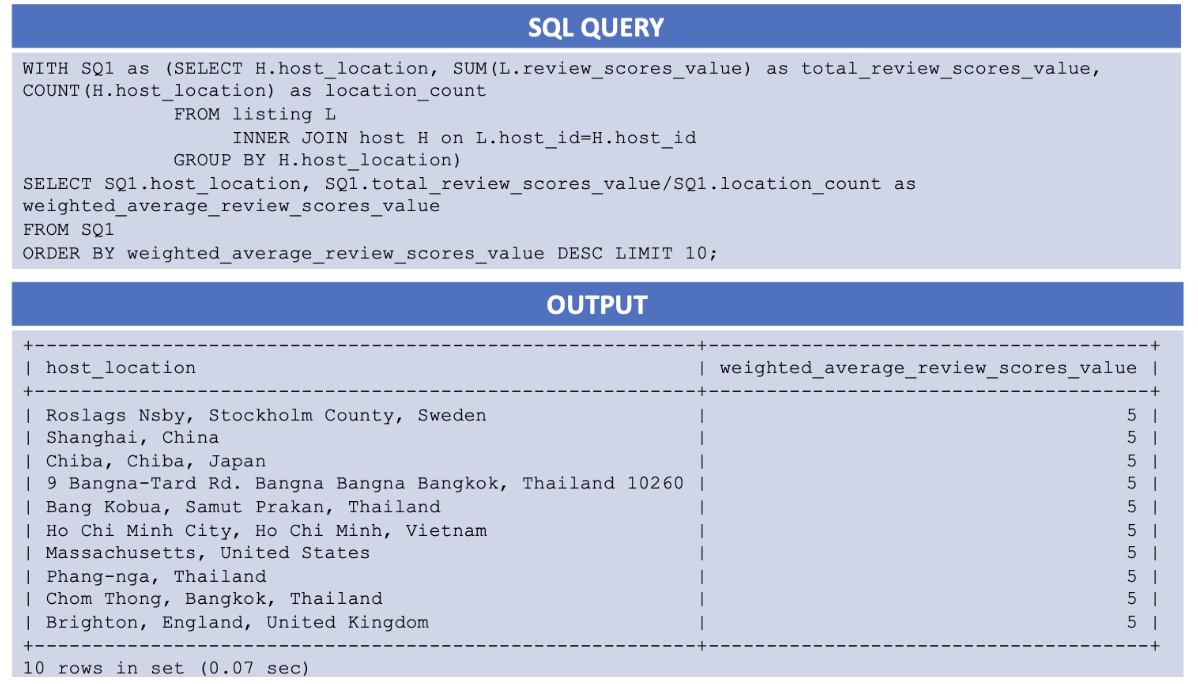 SQL QUERY
WITH SQ1 as (SELECT H.host_location, SUM(L.review_scores_value) as total_review_scores_value,
COUNT(H.host_location) as location_count
FROM listing L
INNER JOIN host H on L.host_id=H.host_id
GROUP BY H.host_location)
SELECT SQ1.host_location, SQ1.total_review_scores_value/SQ1.location_count as
weighted_average_review_scores_value
FROM SQ1
ORDER BY weighted_average_review_scores_value DESC LIMIT 10;
OUTPUT
+---------------------------------------------------------+--------------------------------------+
| host_location | weighted_average_review_scores_value |
+---------------------------------------------------------+--------------------------------------+
| Roslags Nsby, Stockholm County, Sweden | 5 |
| Shanghai, China | 5 |
| Chiba, Chiba, Japan | 5 |
| 9 Bangna-Tard Rd. Bangna Bangna Bangkok, Thailand 10260 | 5 |
| Bang Kobua, Samut Prakan, Thailand | 5 |
| Ho Chi Minh City, Ho Chi Minh, Vietnam | 5 |
| Massachusetts, United States | 5 |
| Phang-nga, Thailand | 5 |
| Chom Thong, Bangkok, Thailand | 5 |
| Brighton, England, United Kingdom | 5 |
+---------------------------------------------------------+--------------------------------------+
10 rows in set (0.07 sec)